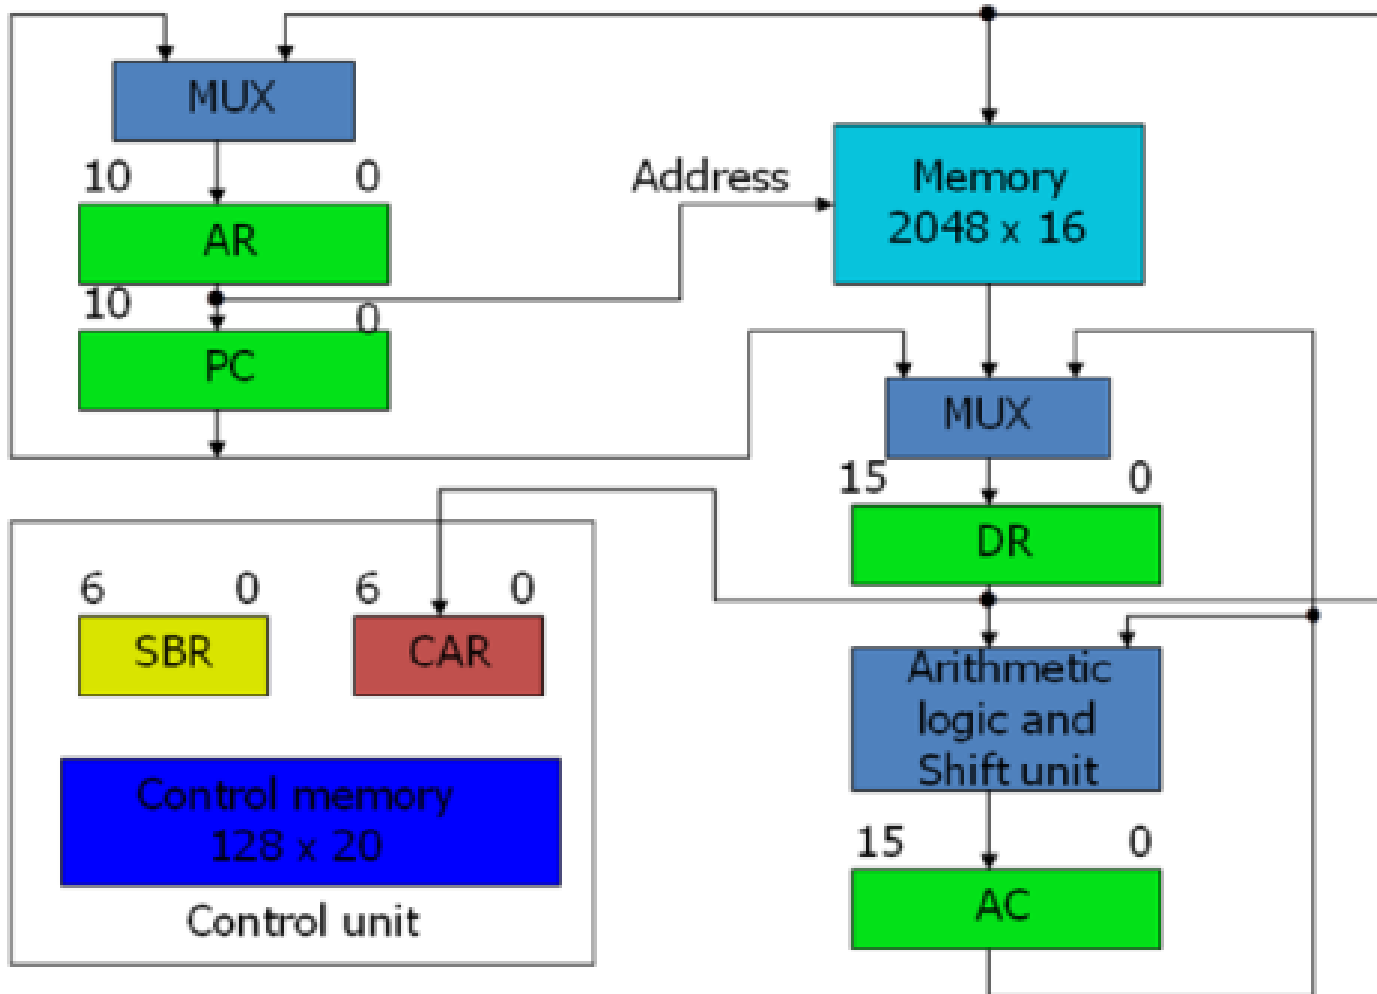 MUX
10 0
AR
10 0
PC
Address
Memory
2048 x 16
MUX
15 0
DR
6 0
SBR
6 0
CAR
Control memory
128 x 20
Control unit
Arithmetic
logic and
Shift unit
15 0
AC